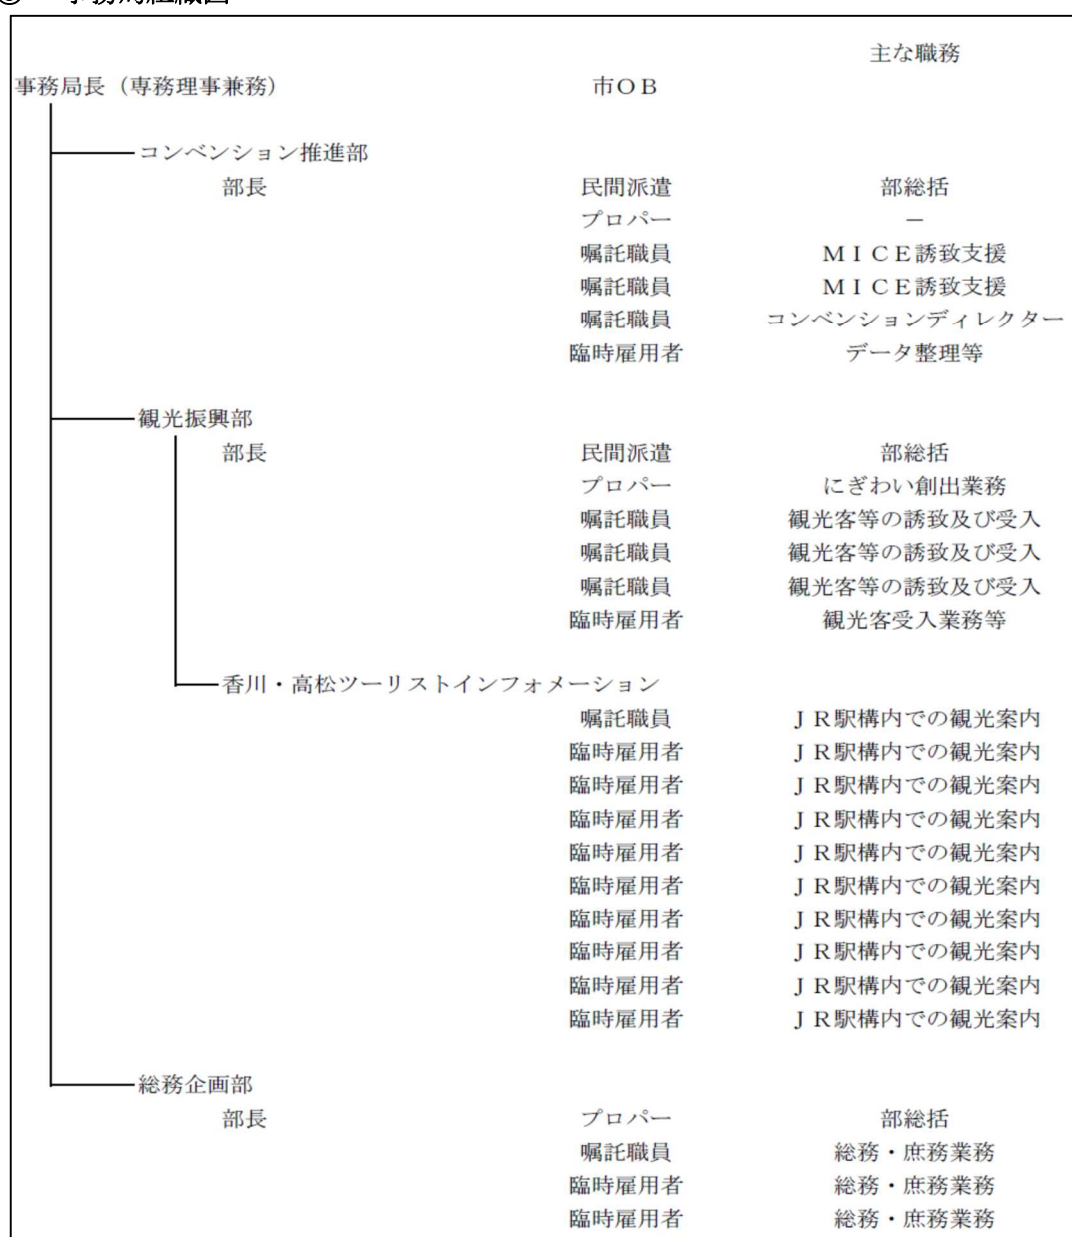 事務局組織図
主な職務
事務局長（専務理事兼務） 市ＯＢ
コンベンション推進部
部長 民間派遣 部総括
プロパー －
嘱託職員 ＭＩＣＥ誘致支援
嘱託職員 ＭＩＣＥ誘致支援
嘱託職員 コンベンションディレクター
臨時雇用者 データ整理等
観光振興部
部長 民間派遣 部総括
プロパー にぎわい創出業務
嘱託職員 観光客等の誘致及び受入
嘱託職員 観光客等の誘致及び受入
嘱託職員 観光客等の誘致及び受入
臨時雇用者 観光客受入業務等
香川・高松ツーリストインフォメーション
嘱託職員 ＪＲ駅構内での観光案内
臨時雇用者 ＪＲ駅構内での観光案内
臨時雇用者 ＪＲ駅構内での観光案内
臨時雇用者 ＪＲ駅構内での観光案内
臨時雇用者 ＪＲ駅構内での観光案内
臨時雇用者 ＪＲ駅構内での観光案内
臨時雇用者 ＪＲ駅構内での観光案内
臨時雇用者 ＪＲ駅構内での観光案内
臨時雇用者 ＪＲ駅構内での観光案内
臨時雇用者 ＪＲ駅構内での観光案内
総務企画部
部長 プロパー 部総括
嘱託職員 総務・庶務業務
臨時雇用者 総務・庶務業務
臨時雇用者 総務・庶務業務